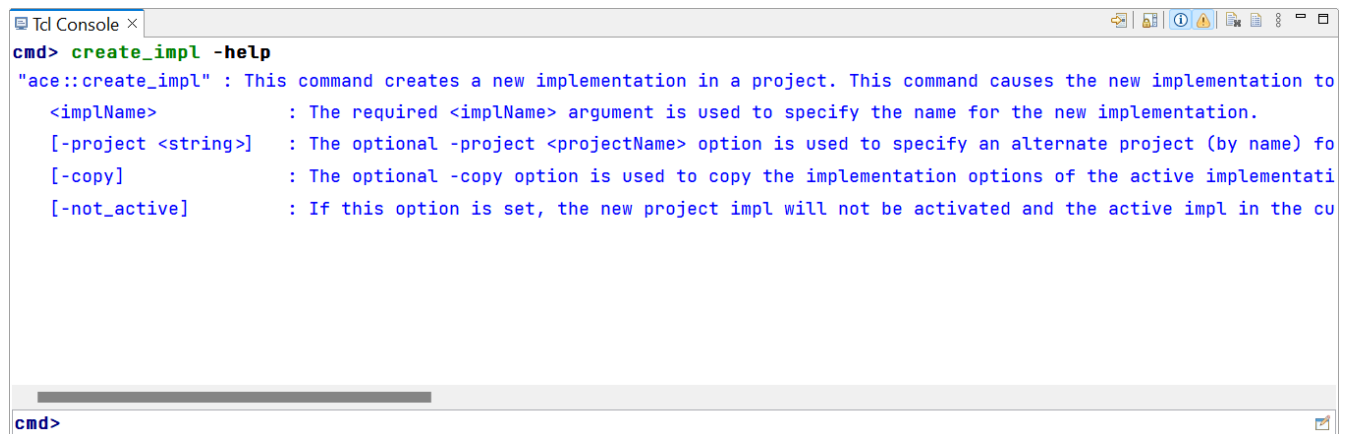 Tcl Console ×
cmd> create_impl -help
"ace::create_impl" : This command creates a new implementation in a project. This command causes the new implementation to
<implName> : The required <implName> argument is used to specify the name for the new implementation.
[-project <string>] : The optional -project <projectName> option is used to specify an alternate project (by name) fo
[-copy] : The optional -copy option is used to copy the implementation options of the active implementati
[-not_active] : If this option is set, the new project impl will not be activated and the active impl in the cu
cmd>